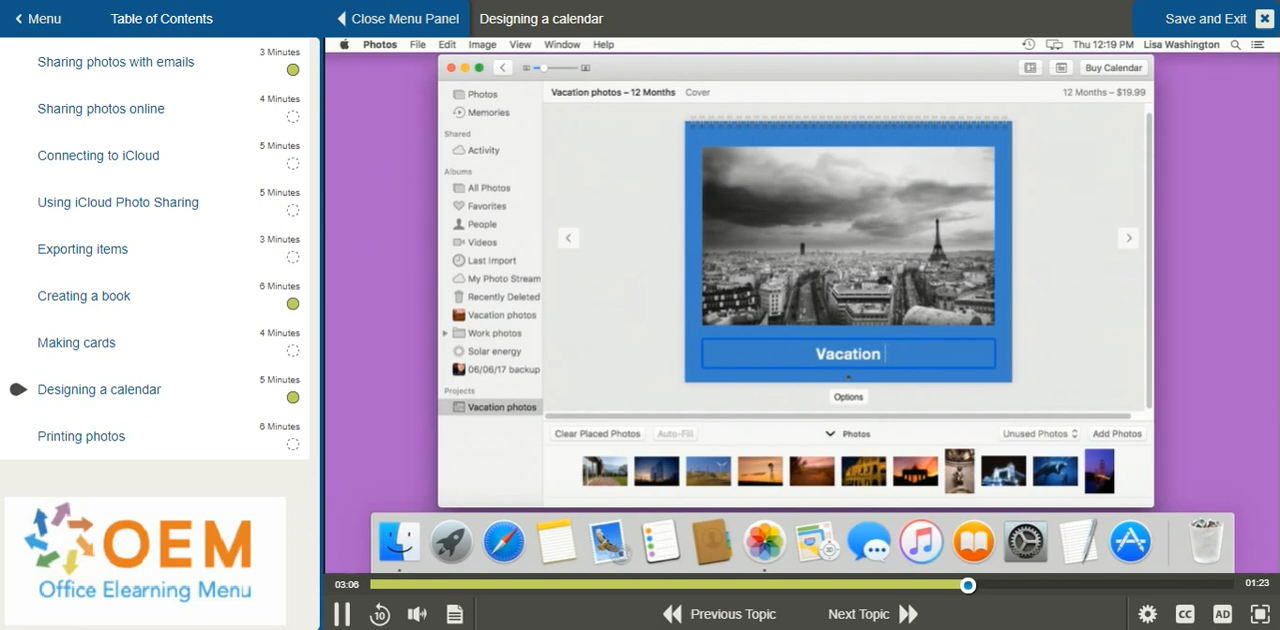 Menu
Table of Contents
Close Menu Panel
Designing a calendar
Save and Exit
Sharing photos with emails
3 Minutes
Sharing photos online
4 Minutes
Connecting to iCloud
5 Minutes
Using iCloud Photo Sharing
5 Minutes
Exporting items
3 Minutes
Creating a book
6 Minutes
Making cards
4 Minutes
Designing a calendar
5 Minutes
Printing photos
6 Minutes
OEM
Office Elearning Menu
Photos File Edit Image View Window Help
Thu 12:19 PM Lisa Washington
Buy Calendar
Photos
Memories
Shared
Activity
Albums
All Photos
Favorites
People
Videos
Last Import
My Photo Stream
Recently Deleted
Vacation photos
Work photos
Solar energy
06/06/17 backup
Projects
Vacation photos
Vacation photos – 12 Months Cover
12 Months – $19.99
Vacation
Options
Clear Placed Photos
Auto-Fill
Photos
Unused Photos
Add Photos
03:06
01:23
10
Previous Topic
Next Topic
CC
AD